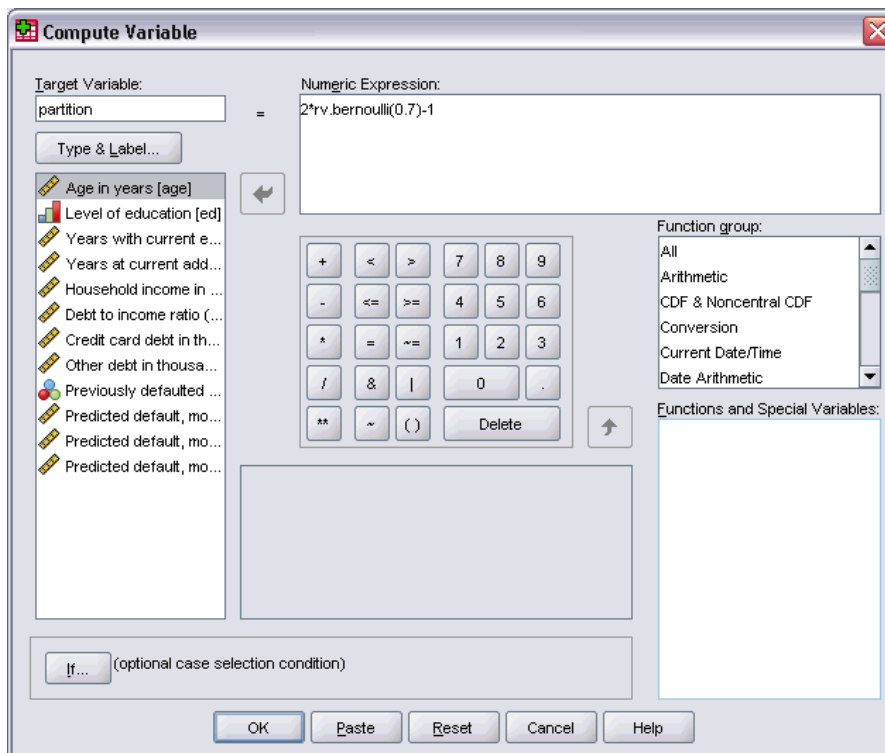 Compute Variable
Target Variable:
partition
=
Numeric Expression:
2*rv.bernoulli(0.7)-1
Type & Label...
Age in years [age]
Level of education [ed]
Years with current e...
Years at current add...
Household income in ...
Debt to income ratio (...
Credit card debt in th...
Other debt in thousa...
Previously defaulted ...
Predicted default, mo...
Predicted default, mo...
Predicted default, mo...
+ < > 7 8 9
- <= >= 4 5 6
* = ~= 1 2 3
/ & | 0 .
** ~ ( ) Delete
Function group:
All
Arithmetic
CDF & Noncentral CDF
Conversion
Current Date/Time
Date Arithmetic
Functions and Special Variables:
If... (optional case selection condition)
OK Paste Reset Cancel Help